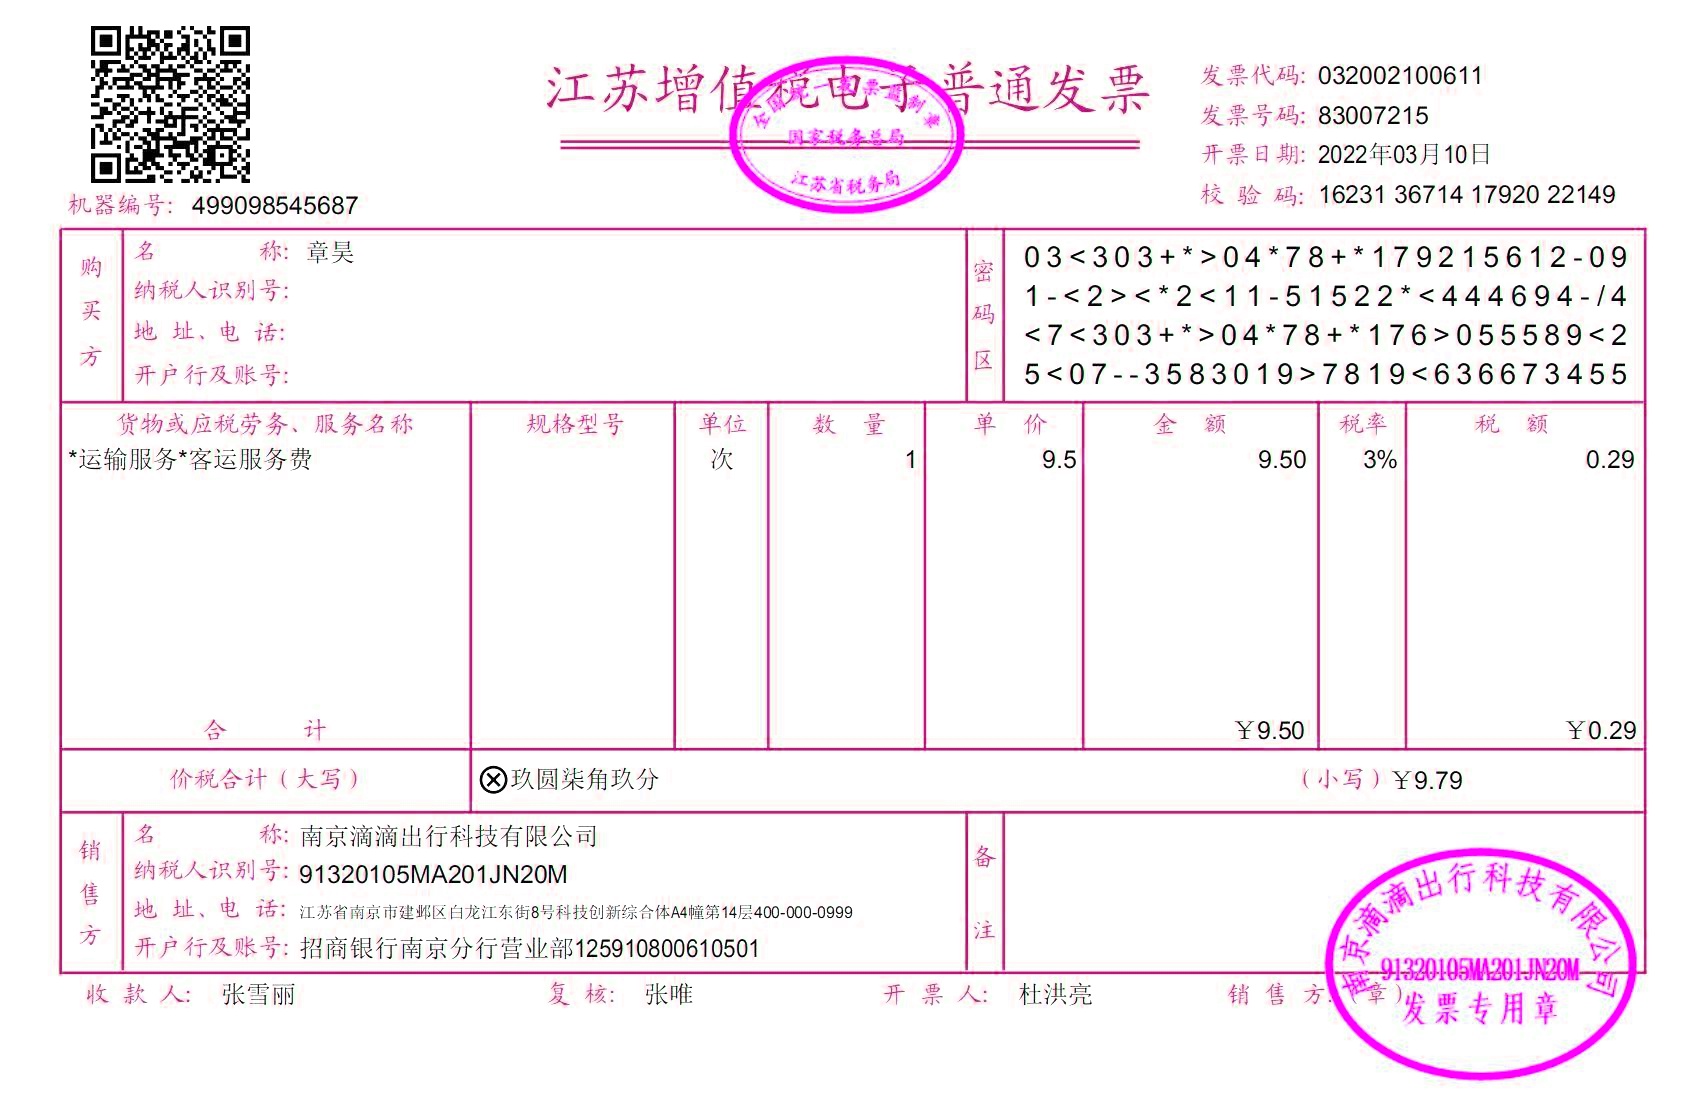 江苏增值税电子普通发票
全国统一发票监制章
国家税务总局
江苏省税务局
发票代码: 032002100611
发票号码: 83007215
开票日期: 2022年03月10日
校 验 码: 16231 36714 17920 22149
机器编号: 499098545687
购买方
名 称: 章昊
纳税人识别号:
地 址、电 话:
开户行及账号:
密码区
03<303+*>04*78+*179215612-09
1-<2><*2<11-51522*<444694-/4
<7<303+*>04*78+*176>055589<2
5<07--3583019>7819<636673455
货物或应税劳务、服务名称 规格型号 单位 数 量 单 价 金 额 税率 税 额
*运输服务*客运服务费 次 1 9.5 9.50 3% 0.29
合 计 ￥9.50 ￥0.29
价税合计（大写） ⊗玖圆柒角玖分 （小写）￥9.79
销售方
名 称: 南京滴滴出行科技有限公司
纳税人识别号: 91320105MA201JN20M
地 址、电 话: 江苏省南京市建邺区白龙江东街8号科技创新综合体A4幢第14层400-000-0999
开户行及账号: 招商银行南京分行营业部125910800610501
备注
收 款 人: 张雪丽 复 核: 张唯 开 票 人: 杜洪亮 销 售 方:（章）
南京滴滴出行科技有限公司
91320105MA201JN20M
发票专用章